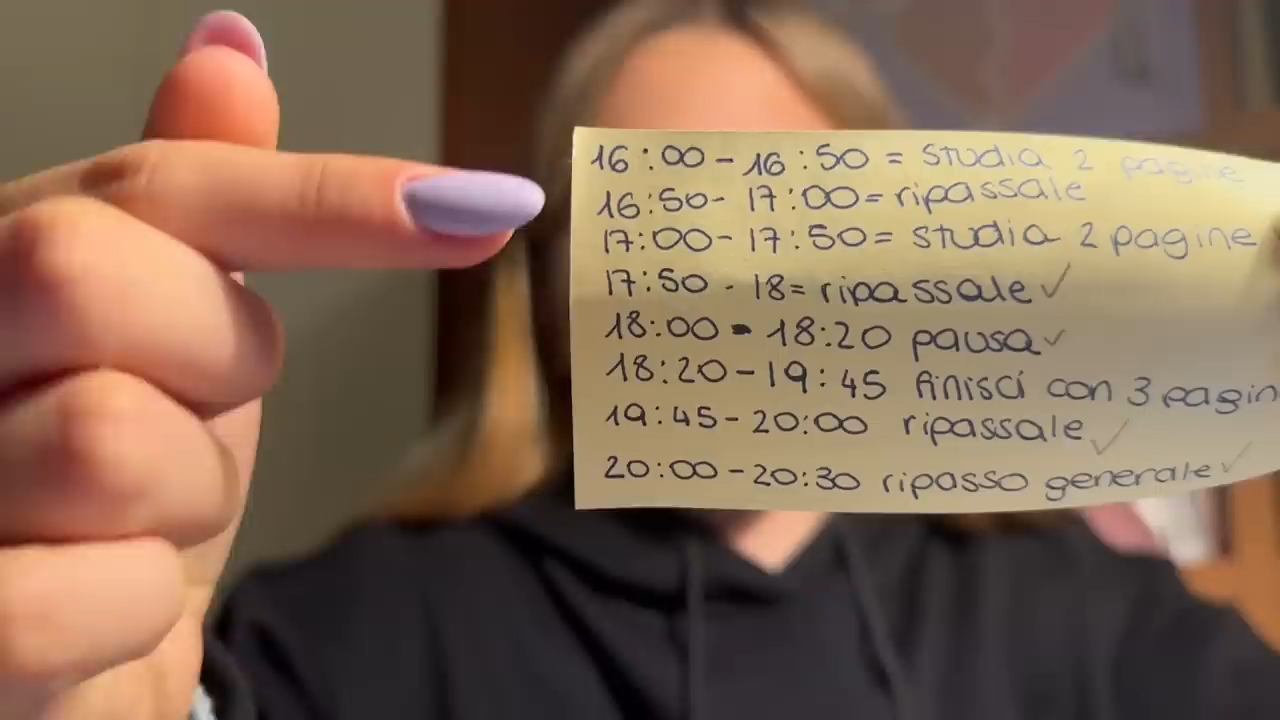 16:00 - 16:50 = studia 2 pagine
16:50 - 17:00 = ripassale
17:00 - 17:50 = studia 2 pagine
17:50 - 18 = ripassale ✓
18:00 - 18:20 pausa ✓
18:20 - 19:45 finisci con 3 pagin
19:45 - 20:00 ripassale ✓
20:00 - 20:30 ripasso generale ✓